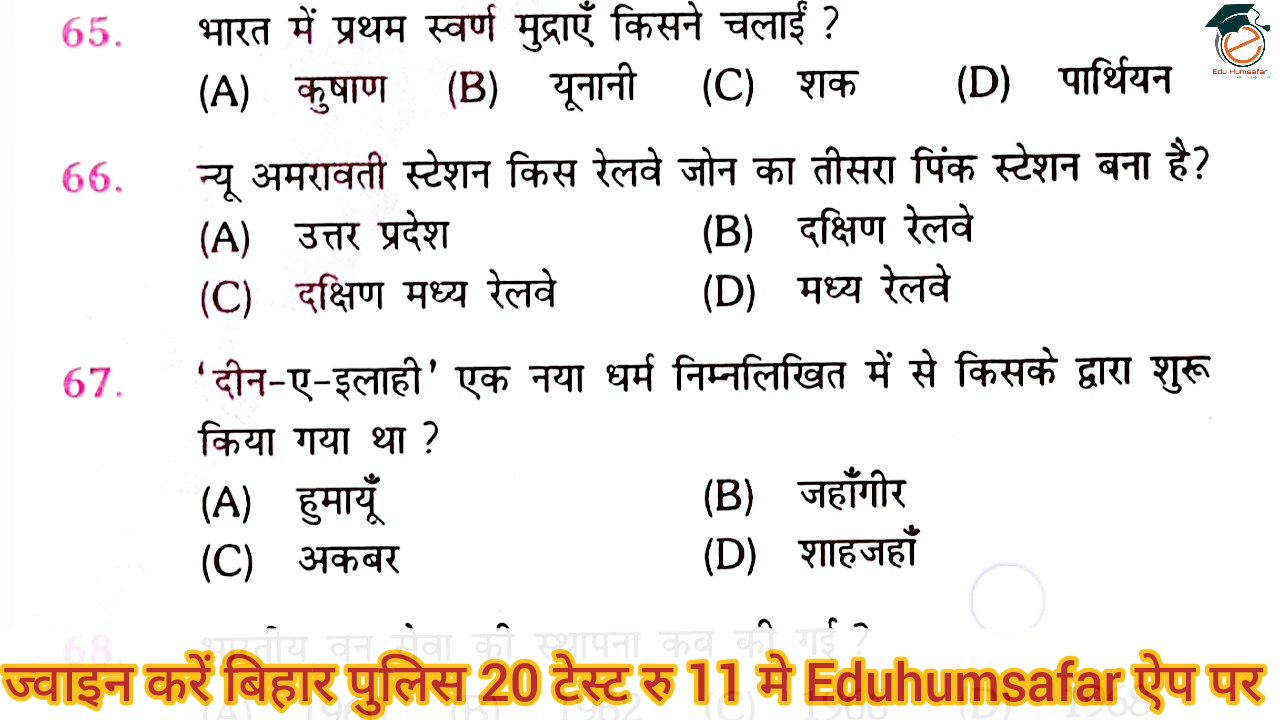 65. भारत में प्रथम स्वर्ण मुद्राएँ किसने चलाईं ?
(A) कुषाण (B) यूनानी (C) शक (D) पार्थियन
Edu Humsafar
66. न्यू अमरावती स्टेशन किस रेलवे जोन का तीसरा पिंक स्टेशन बना है?
(A) उत्तर प्रदेश (B) दक्षिण रेलवे
(C) दक्षिण मध्य रेलवे (D) मध्य रेलवे
67. 'दीन-ए-इलाही' एक नया धर्म निम्नलिखित में से किसके द्वारा शुरू
किया गया था ?
(A) हुमायूँ (B) जहाँगीर
(C) अकबर (D) शाहजहाँ
68. भारतीय वन सेवा की स्थापना कब की गई ?
ज्वाइन करें बिहार पुलिस 20 टेस्ट रु 11 मे Eduhumsafar ऐप पर